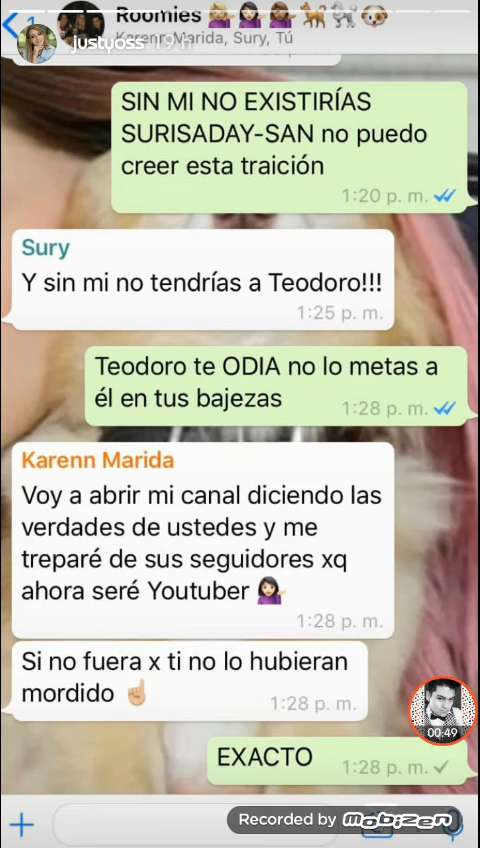 1
Roomies
Karenn Marida, Sury, Tú
justyoss 19 h
SIN MI NO EXISTIRÍAS
SURISADAY-SAN no puedo
creer esta traición
1:20 p. m.
Sury
Y sin mi no tendrías a Teodoro!!!
1:25 p. m.
Teodoro te ODIA no lo metas a
él en tus bajezas
1:28 p. m.
Karenn Marida
Voy a abrir mi canal diciendo las
verdades de ustedes y me
treparé de sus seguidores xq
ahora seré Youtuber 💁🏻‍♀️
1:28 p. m.
Si no fuera x ti no lo hubieran
mordido ☝🏼
1:28 p. m.
00:49
EXACTO
1:28 p. m.
Recorded by Mobizen